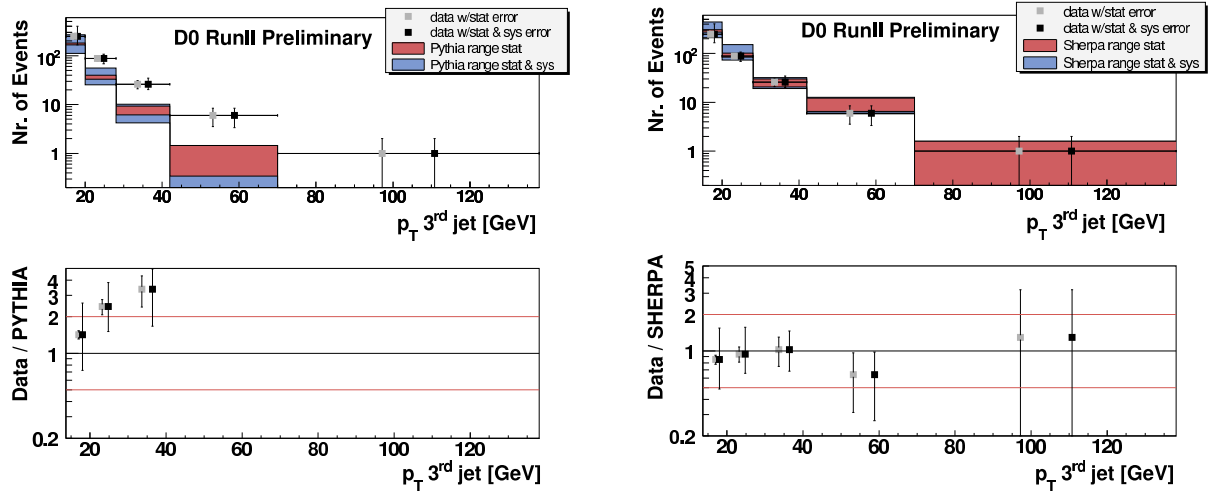 D0 RunII Preliminary
data w/stat error
data w/stat & sys error
Pythia range stat
Pythia range stat & sys
Nr. of Events
10²
10
1
20 40 60 80 100 120
p_T 3^rd jet [GeV]
D0 RunII Preliminary
data w/stat error
data w/stat & sys error
Sherpa range stat
Sherpa range stat & sys
Nr. of Events
10²
10
1
20 40 60 80 100 120
p_T 3^rd jet [GeV]
Data / PYTHIA
4
3
2
1
0.2
20 40 60 80 100 120
p_T 3^rd jet [GeV]
Data / SHERPA
5
4
3
2
1
0.2
20 40 60 80 100 120
p_T 3^rd jet [GeV]